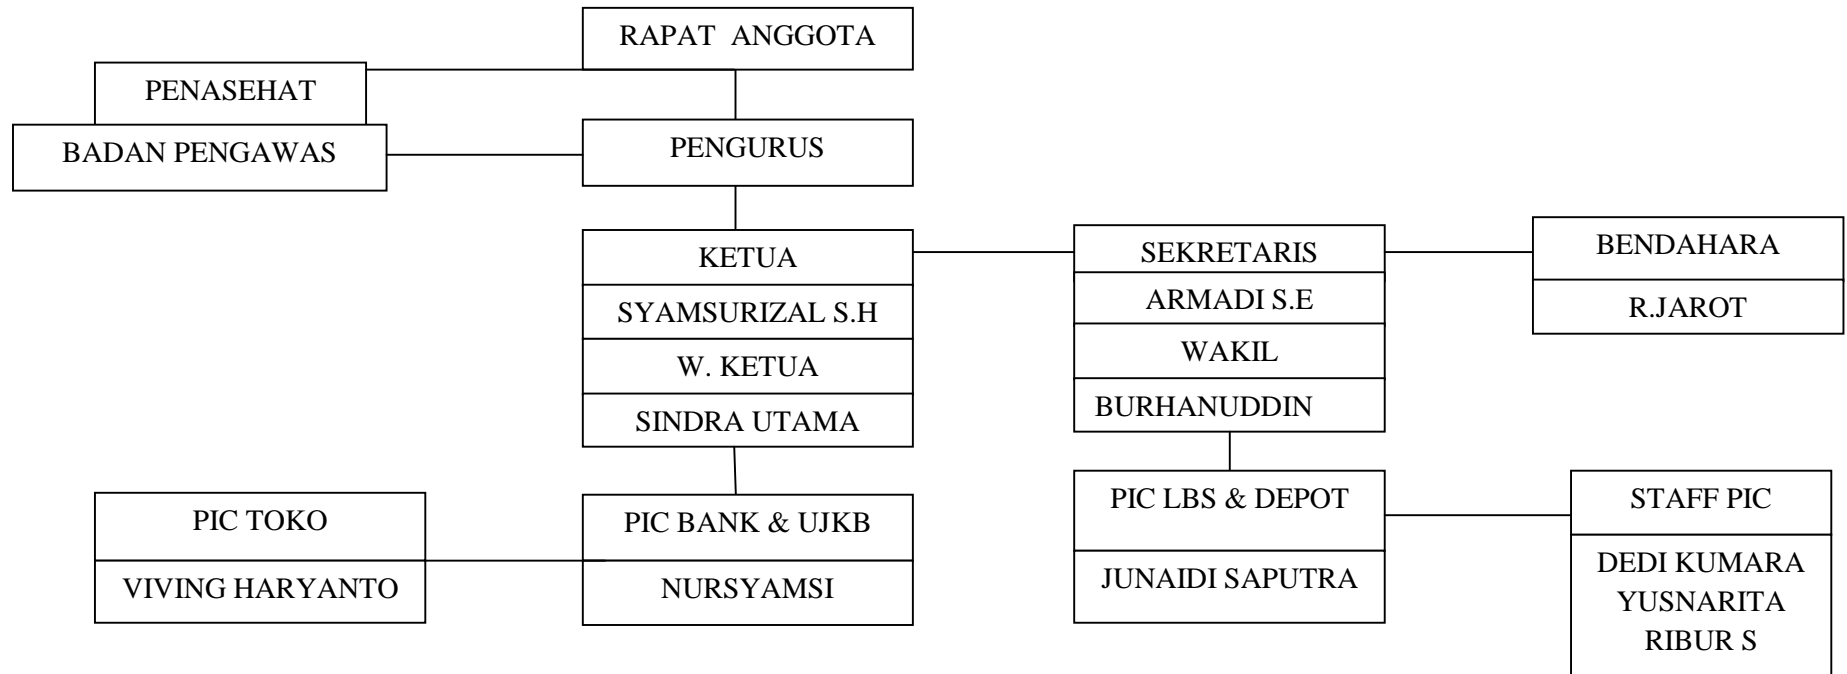 RAPAT ANGGOTA
PENASEHAT
BADAN PENGAWAS
PENGURUS
KETUA
SYAMSURIZAL S.H
W. KETUA
SINDRA UTAMA
SEKRETARIS
ARMADI S.E
WAKIL
BURHANUDDIN
BENDAHARA
R.JAROT
PIC TOKO
VIVING HARYANTO
PIC BANK & UJKB
NURSYAMSI
PIC LBS & DEPOT
JUNAIDI SAPUTRA
STAFF PIC
DEDI KUMARA
YUSNARITA
RIBUR S